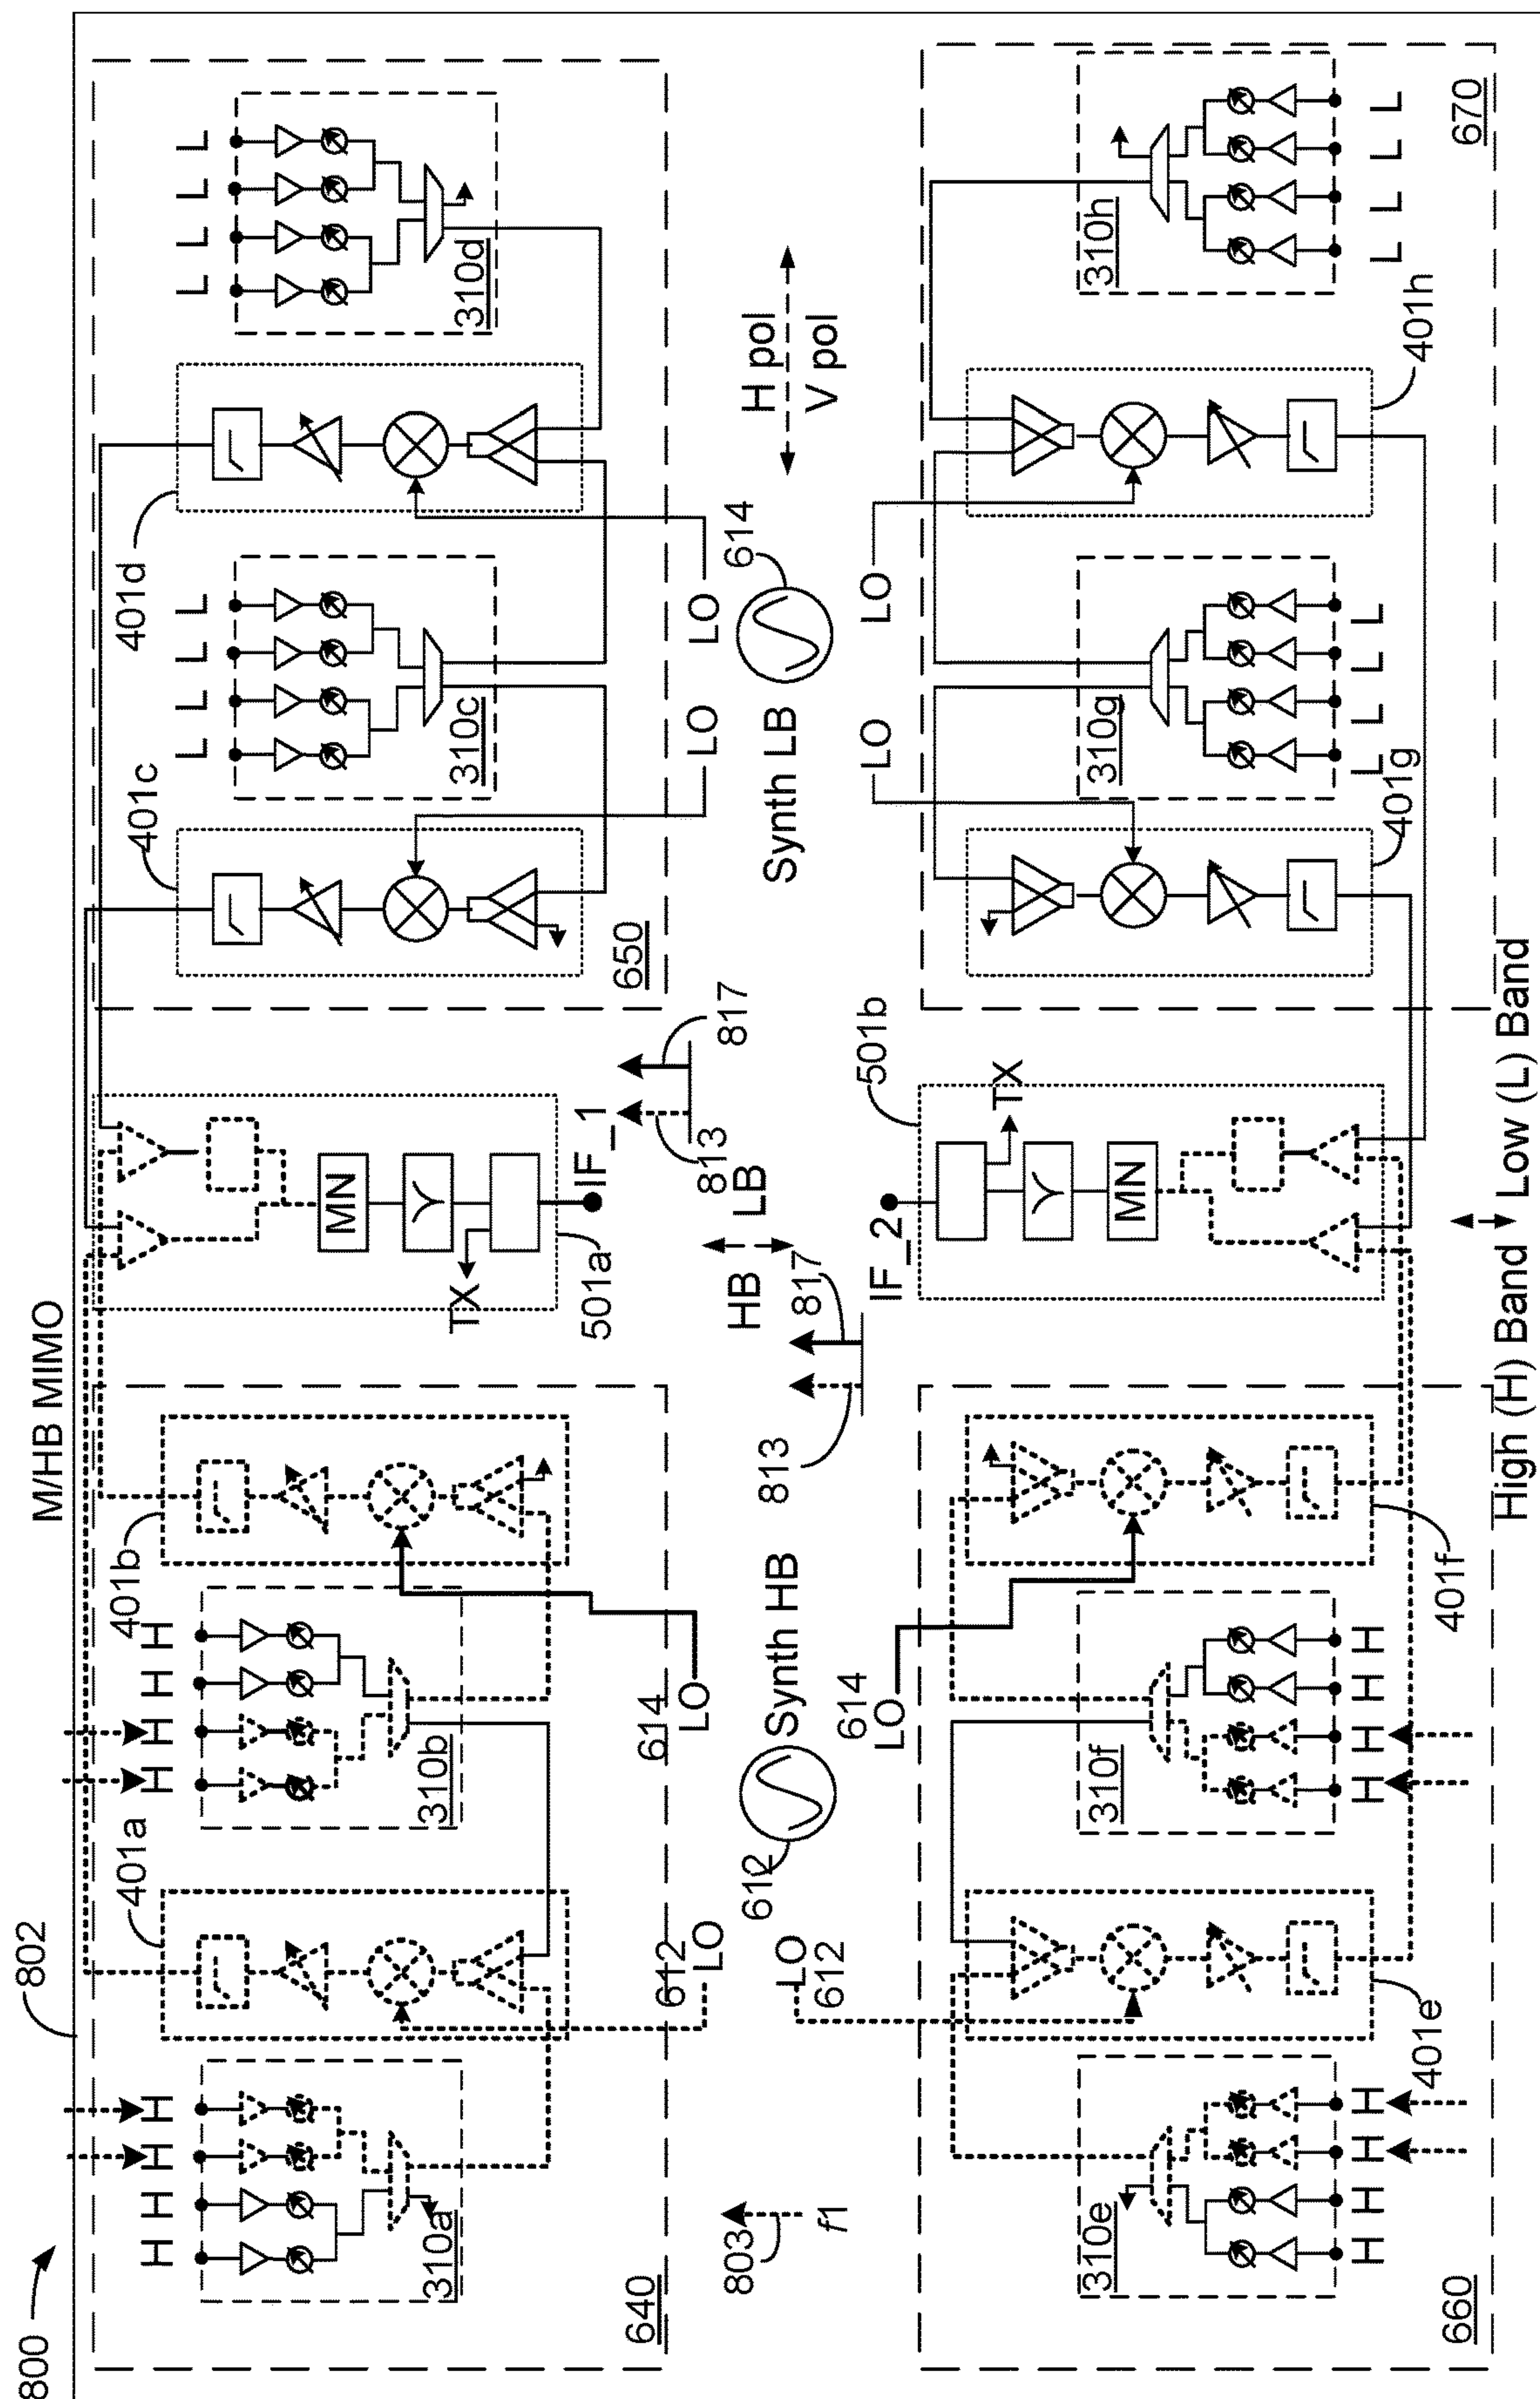 800
802
M/HB MIMO
H H H H
H H H H
401a
401b
310a
310b
640
612
LO
614
LO
TX
MN
501a
IF_1
813
817
L L L L
L L L L
401c
401d
310c
310d
650
LO
LO
803
f1
612
Synth HB
HB
LB
Synth LB
614
H pol
V pol
813
817
LO
612
614
LO
IF_2
501b
TX
MN
LO
LO
310e
310f
401e
401f
660
H H H H
H H H H
310g
310h
401g
401h
670
L L L L
L L L L
High (H) Band
Low (L) Band